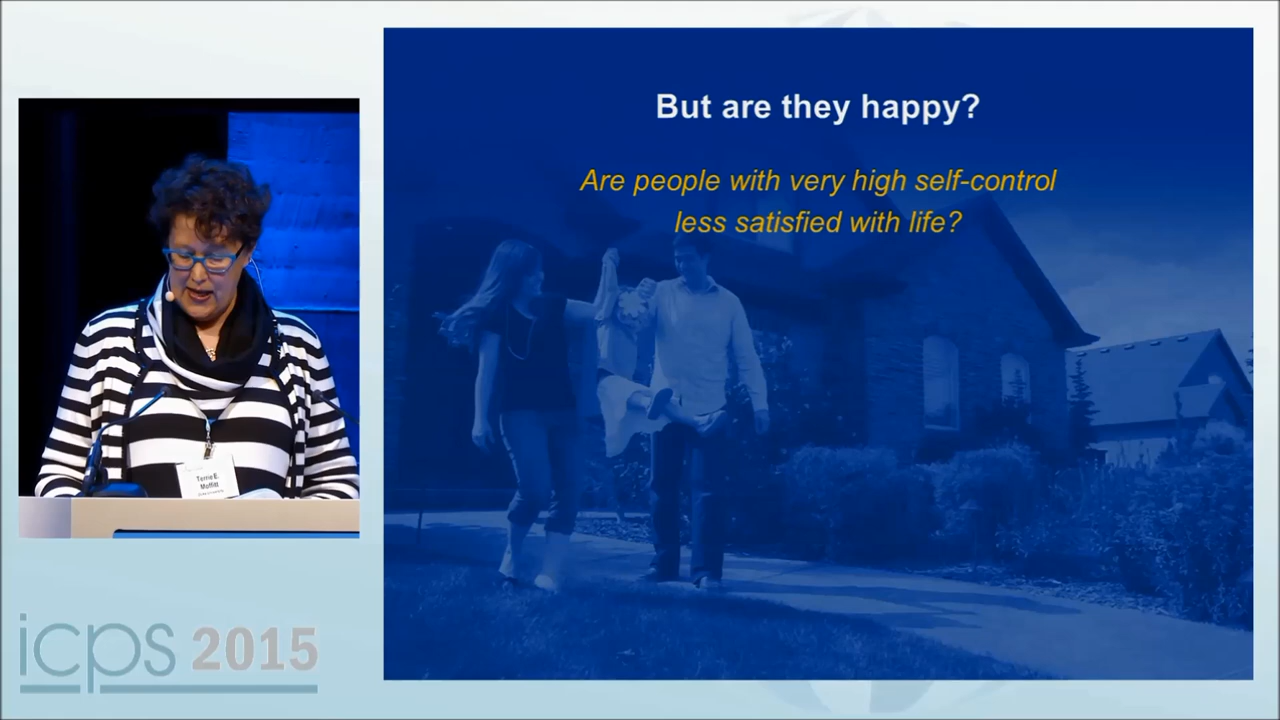 But are they happy?
Are people with very high self-control
less satisfied with life?
Terrie E.
Moffitt
icps 2015